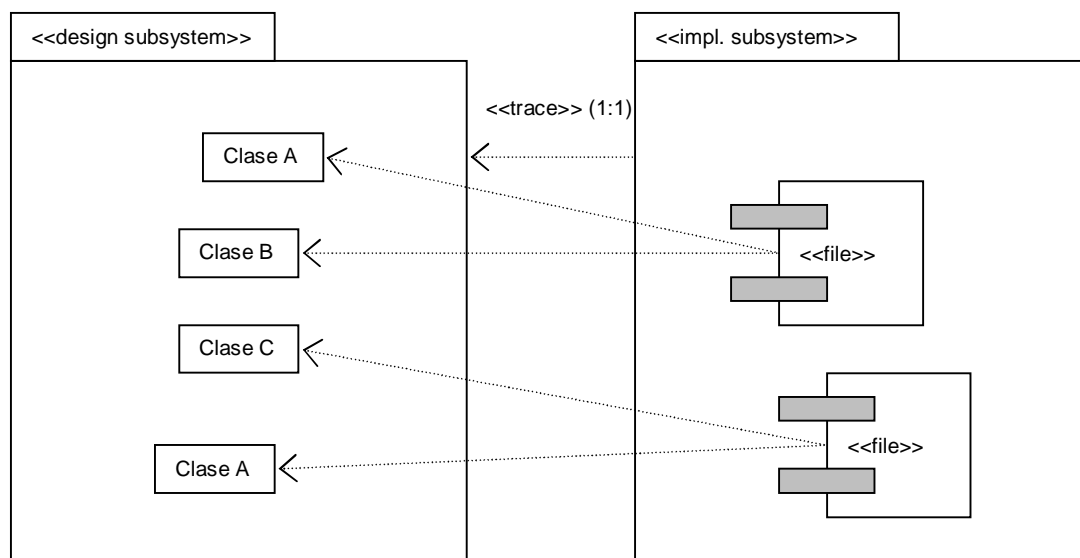 <<design subsystem>>
<<impl. subsystem>>
<<trace>> (1:1)
Clase A
Clase B
<<file>>
Clase C
<<file>>
Clase A